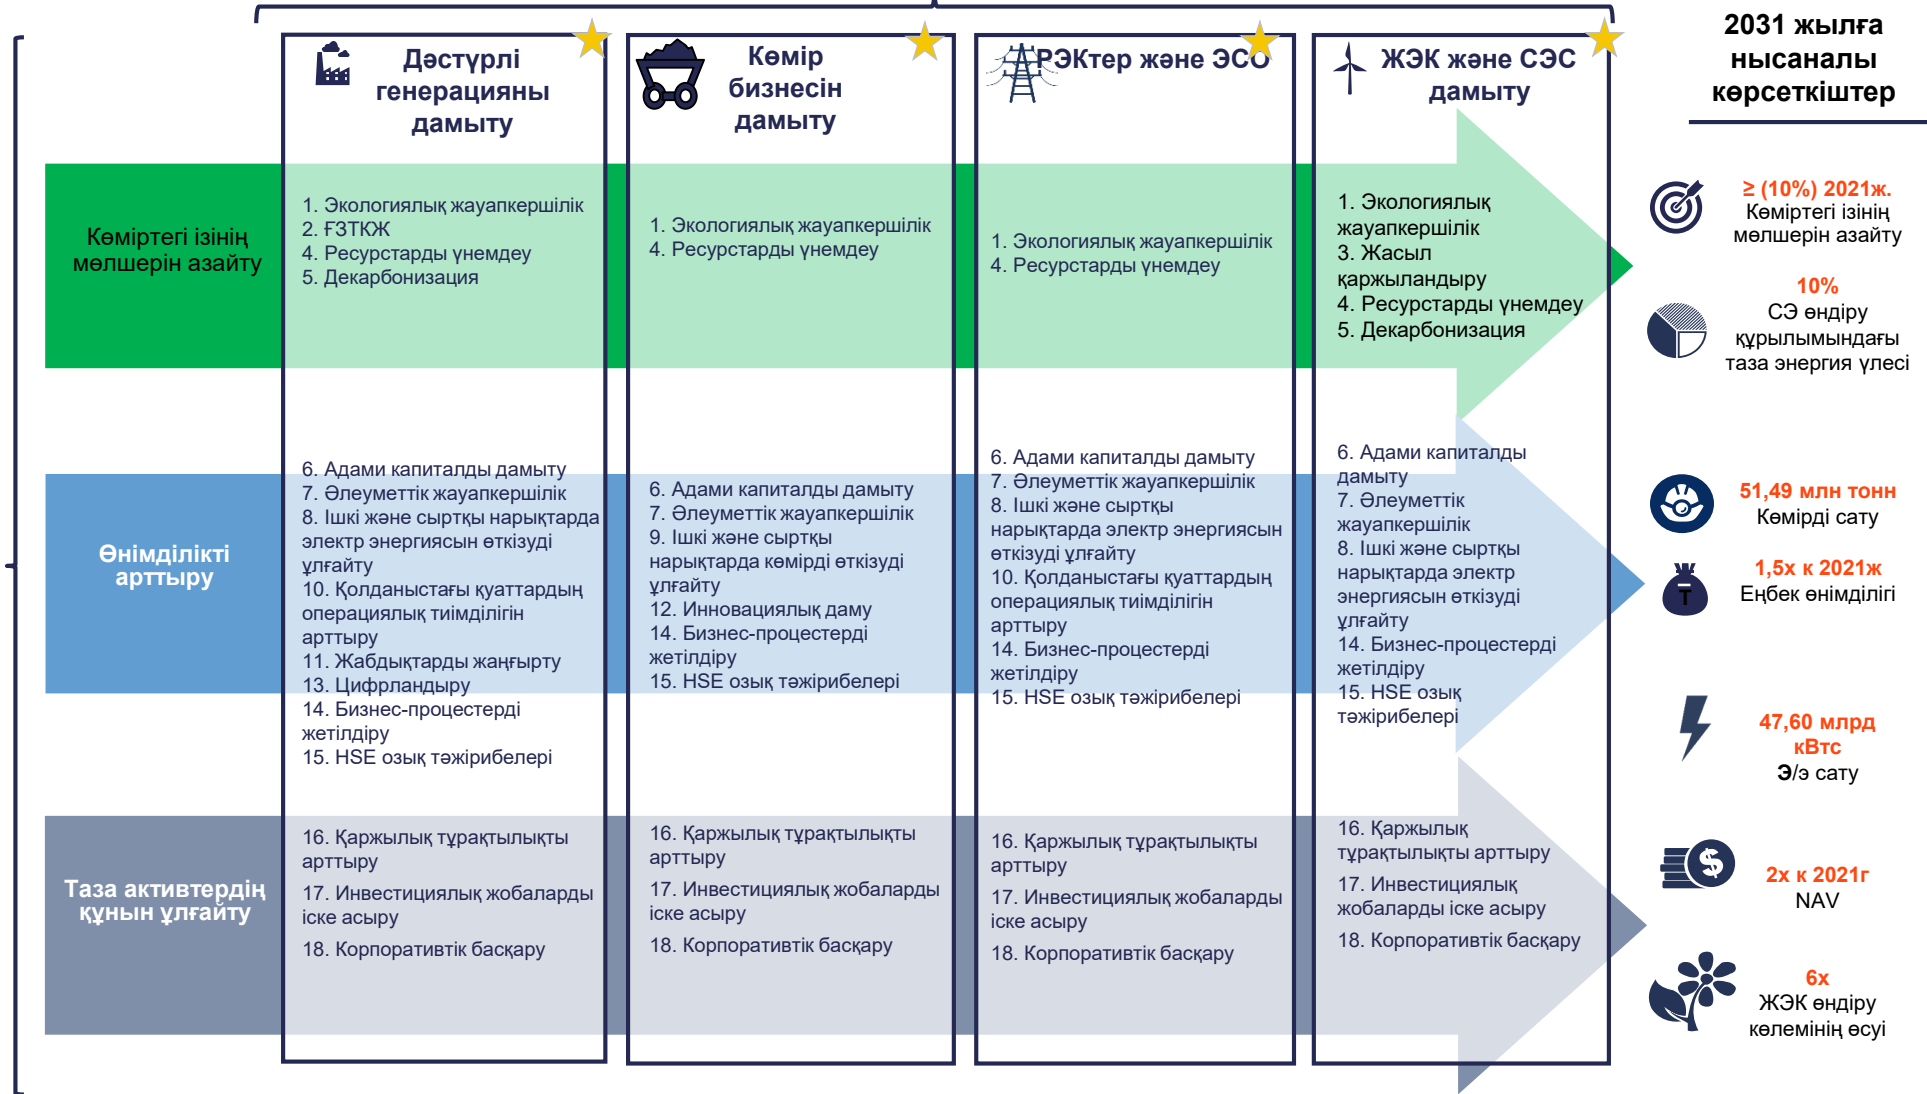 Дәстүрлі
генерацияны
дамыту
Көмір
бизнесін
дамыту
РЭКтер және ЭСО
ЖЭК және СЭС
дамыту
2031 жылға
нысаналы
көрсеткіштер
Көміртегі ізінің
мөлшерін азайту
1. Экологиялық жауапкершілік
2. ҒЗТКЖ
4. Ресурстарды үнемдеу
5. Декарбонизация
1. Экологиялық жауапкершілік
4. Ресурстарды үнемдеу
1. Экологиялық жауапкершілік
4. Ресурстарды үнемдеу
1. Экологиялық
жауапкершілік
3. Жасыл
қаржыландыру
4. Ресурстарды үнемдеу
5. Декарбонизация
≥ (10%) 2021ж.
Көміртегі ізінің
мөлшерін азайту
10%
СЭ өндіру
құрылымындағы
таза энергия үлесі
Өнімділікті
арттыру
6. Адами капиталды дамыту
7. Әлеуметтік жауапкершілік
8. Ішкі және сыртқы нарықтарда
электр энергиясын өткізуді
ұлғайту
10. Қолданыстағы қуаттардың
операциялық тиімділігін
арттыру
11. Жабдықтарды жаңғырту
13. Цифрландыру
14. Бизнес-процестерді
жетілдіру
15. HSE озық тәжірибелері
6. Адами капиталды дамыту
7. Әлеуметтік жауапкершілік
9. Ішкі және сыртқы
нарықтарда көмірді өткізуді
ұлғайту
12. Инновациялық даму
14. Бизнес-процестерді
жетілдіру
15. HSE озық тәжірибелері
6. Адами капиталды дамыту
7. Әлеуметтік жауапкершілік
8. Ішкі және сыртқы
нарықтарда электр энергиясын
өткізуді ұлғайту
10. Қолданыстағы қуаттардың
операциялық тиімділігін
арттыру
14. Бизнес-процестерді
жетілдіру
15. HSE озық тәжірибелері
6. Адами капиталды
дамыту
7. Әлеуметтік
жауапкершілік
8. Ішкі және сыртқы
нарықтарда электр
энергиясын өткізуді
ұлғайту
14. Бизнес-процестерді
жетілдіру
15. HSE озық
тәжірибелері
51,49 млн тонн
Көмірді сату
1,5х к 2021ж
Еңбек өнімділігі
Т
47,60 млрд
кВтс
Э/э сату
Таза активтердің
құнын ұлғайту
16. Қаржылық тұрақтылықты
арттыру
17. Инвестициялық жобаларды
іске асыру
18. Корпоративтік басқару
16. Қаржылық тұрақтылықты
арттыру
17. Инвестициялық жобаларды
іске асыру
18. Корпоративтік басқару
16. Қаржылық тұрақтылықты
арттыру
17. Инвестициялық жобаларды
іске асыру
18. Корпоративтік басқару
16. Қаржылық
тұрақтылықты арттыру
17. Инвестициялық
жобаларды іске асыру
18. Корпоративтік басқару
$
2х к 2021г
NAV
6х
ЖЭК өндіру
көлемінің өсуі